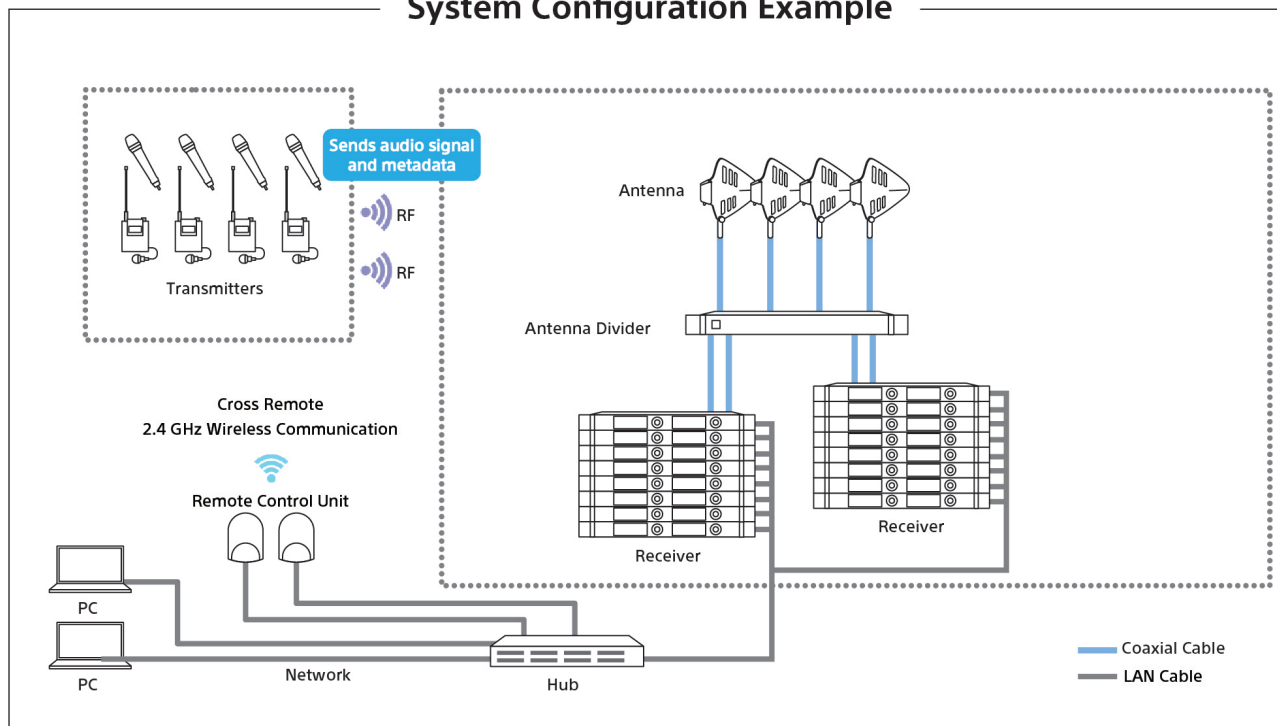 System Configuration Example
Sends audio signal
and metadata
RF
RF
Transmitters
Antenna
Antenna Divider
Receiver
Receiver
Cross Remote
2.4 GHz Wireless Communication
Remote Control Unit
PC
PC
Network
Hub
Coaxial Cable
LAN Cable